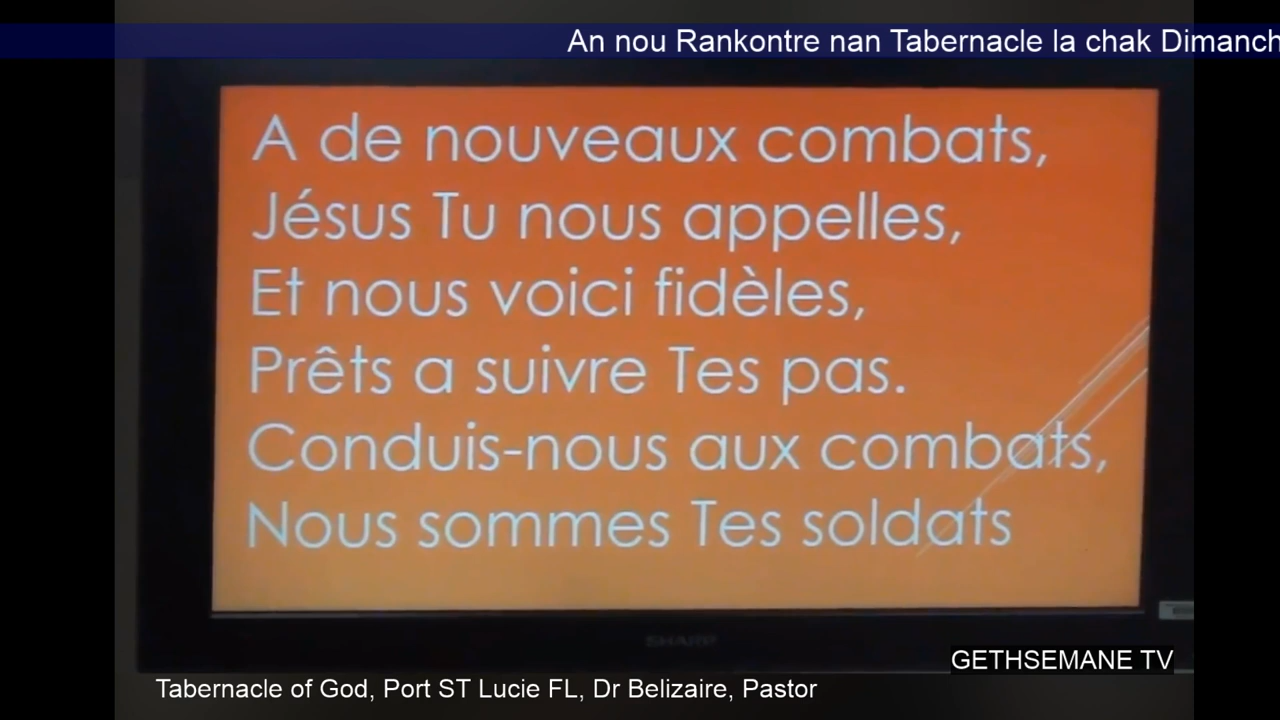 An nou Rankontre nan Tabernacle la chak Dimanch
A de nouveaux combats,
Jésus Tu nous appelles,
Et nous voici fidèles,
Prêts a suivre Tes pas.
Conduis-nous aux combats,
Nous sommes Tes soldats
SHARP
GETHSEMANE TV
Tabernacle of God, Port ST Lucie FL, Dr Belizaire, Pastor